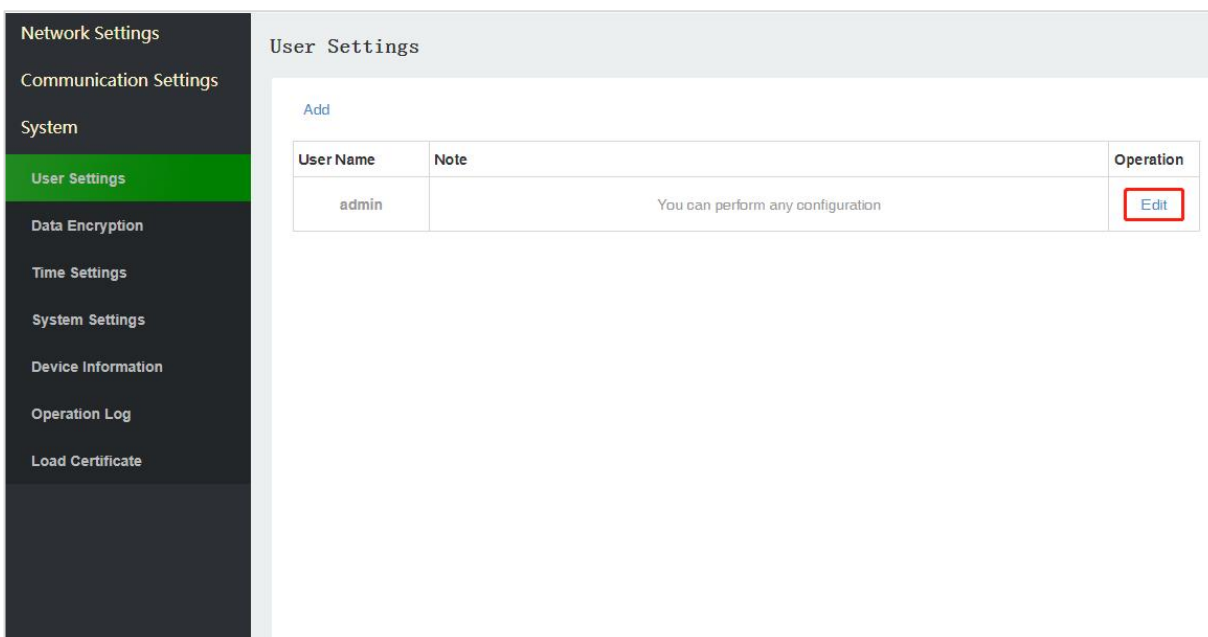 Network Settings
Communication Settings
System
User Settings
Data Encryption
Time Settings
System Settings
Device Information
Operation Log
Load Certificate
User Settings
Add
User Name Note Operation
admin You can perform any configuration Edit